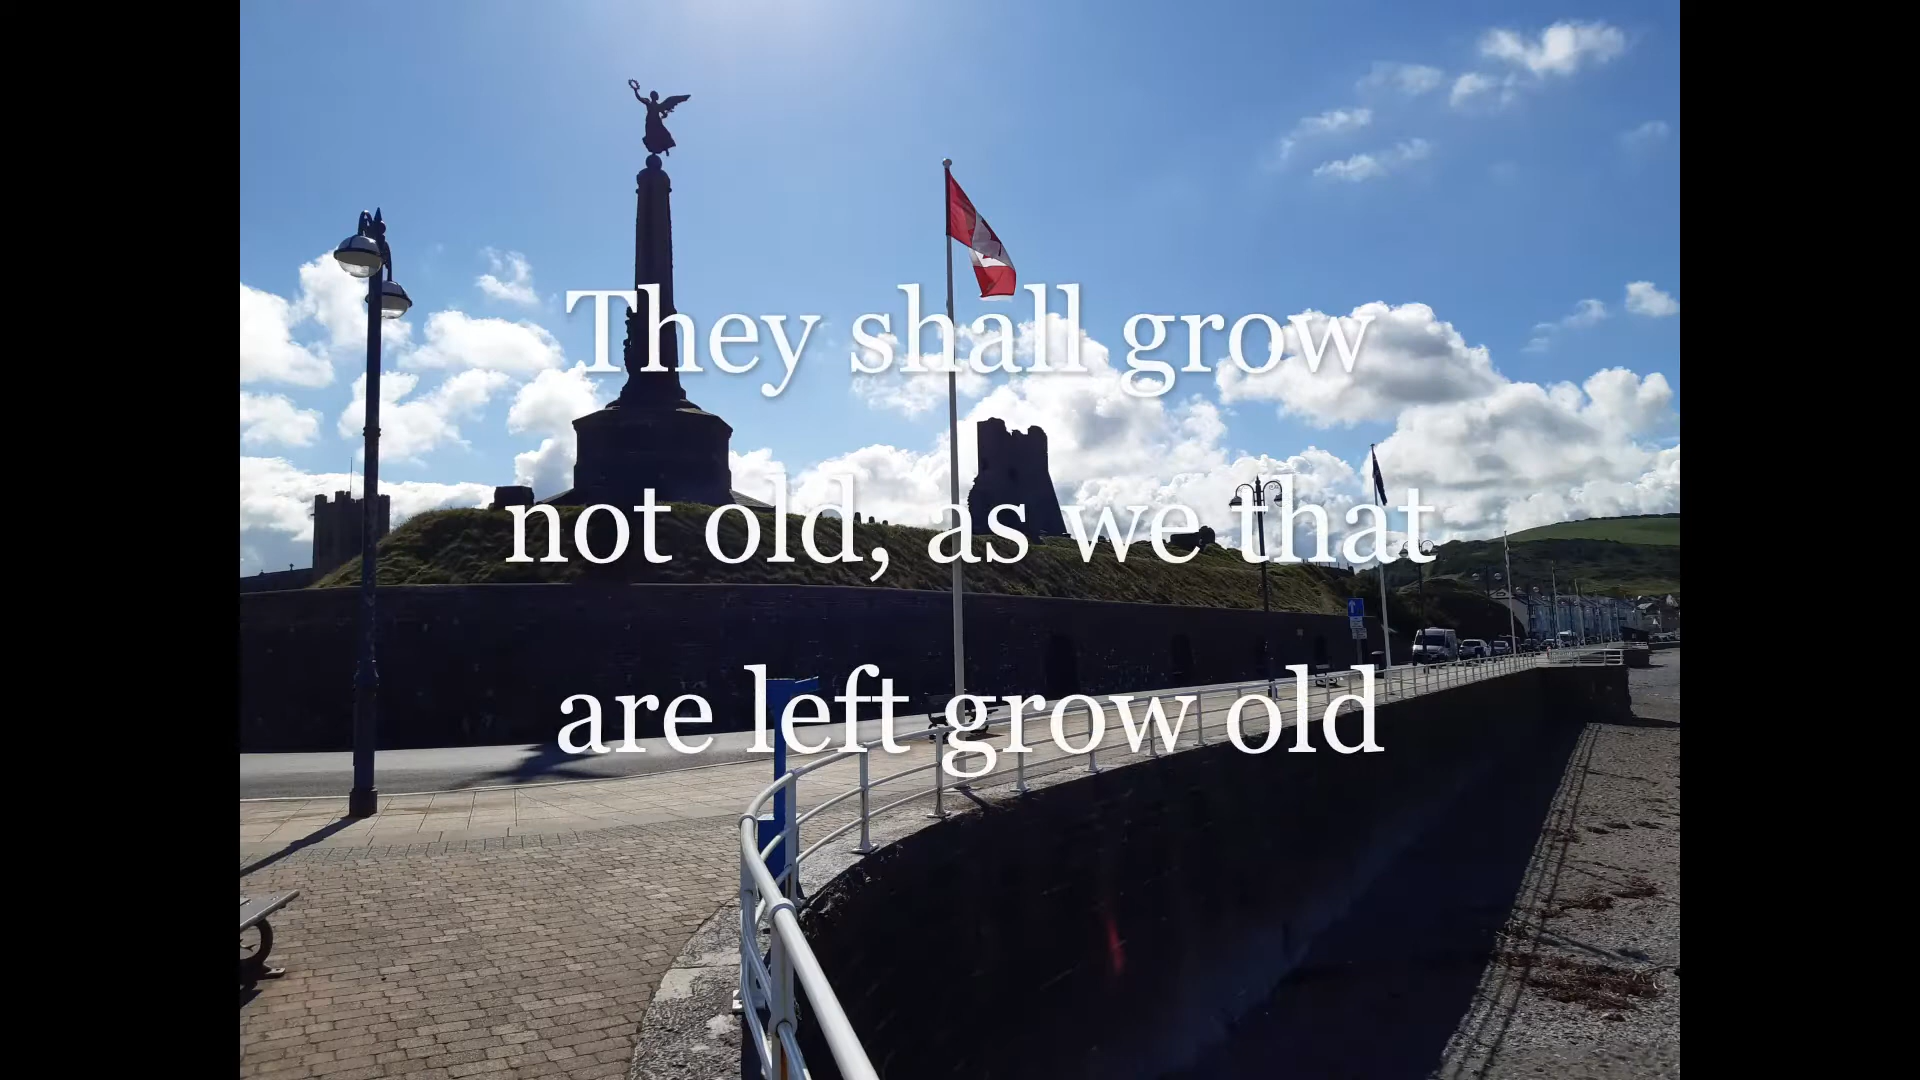 They shall grow
not old, as we that
are left grow old